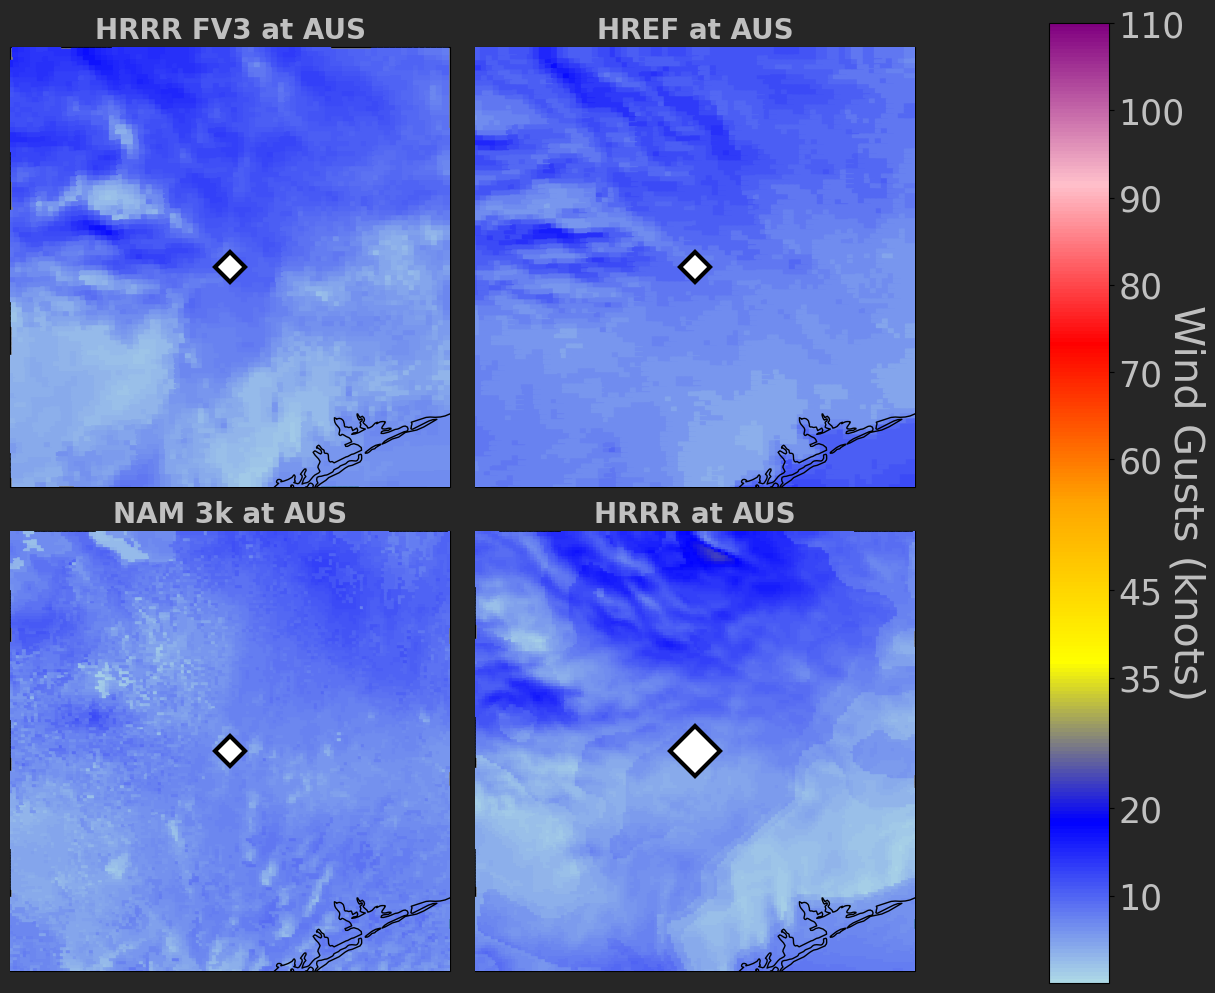 HRRR FV3 at AUS
HREF at AUS
NAM 3k at AUS
HRRR at AUS
110
100
90
80
70
60
45
35
20
10
Wind Gusts (knots)